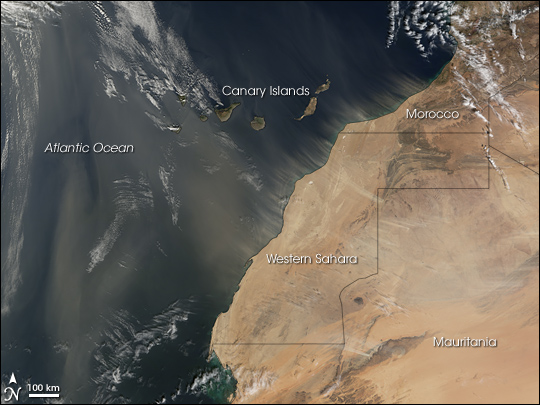 Canary Islands
Morocco
Atlantic Ocean
Western Sahara
Mauritania
N
100 km